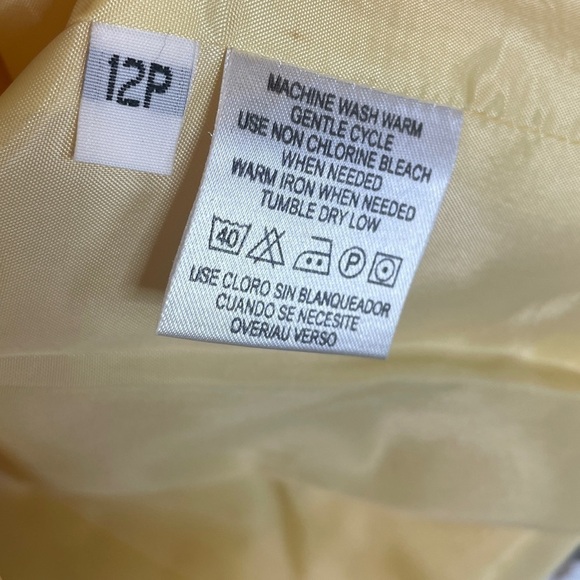 12P
MACHINE WASH WARM
GENTLE CYCLE
USE NON CHLORINE BLEACH
WHEN NEEDED
WARM IRON WHEN NEEDED
TUMBLE DRY LOW
40 P
USE CLORO SIN BLANQUEADOR
CUANDO SE NECESITE
OVER/AU VERSO